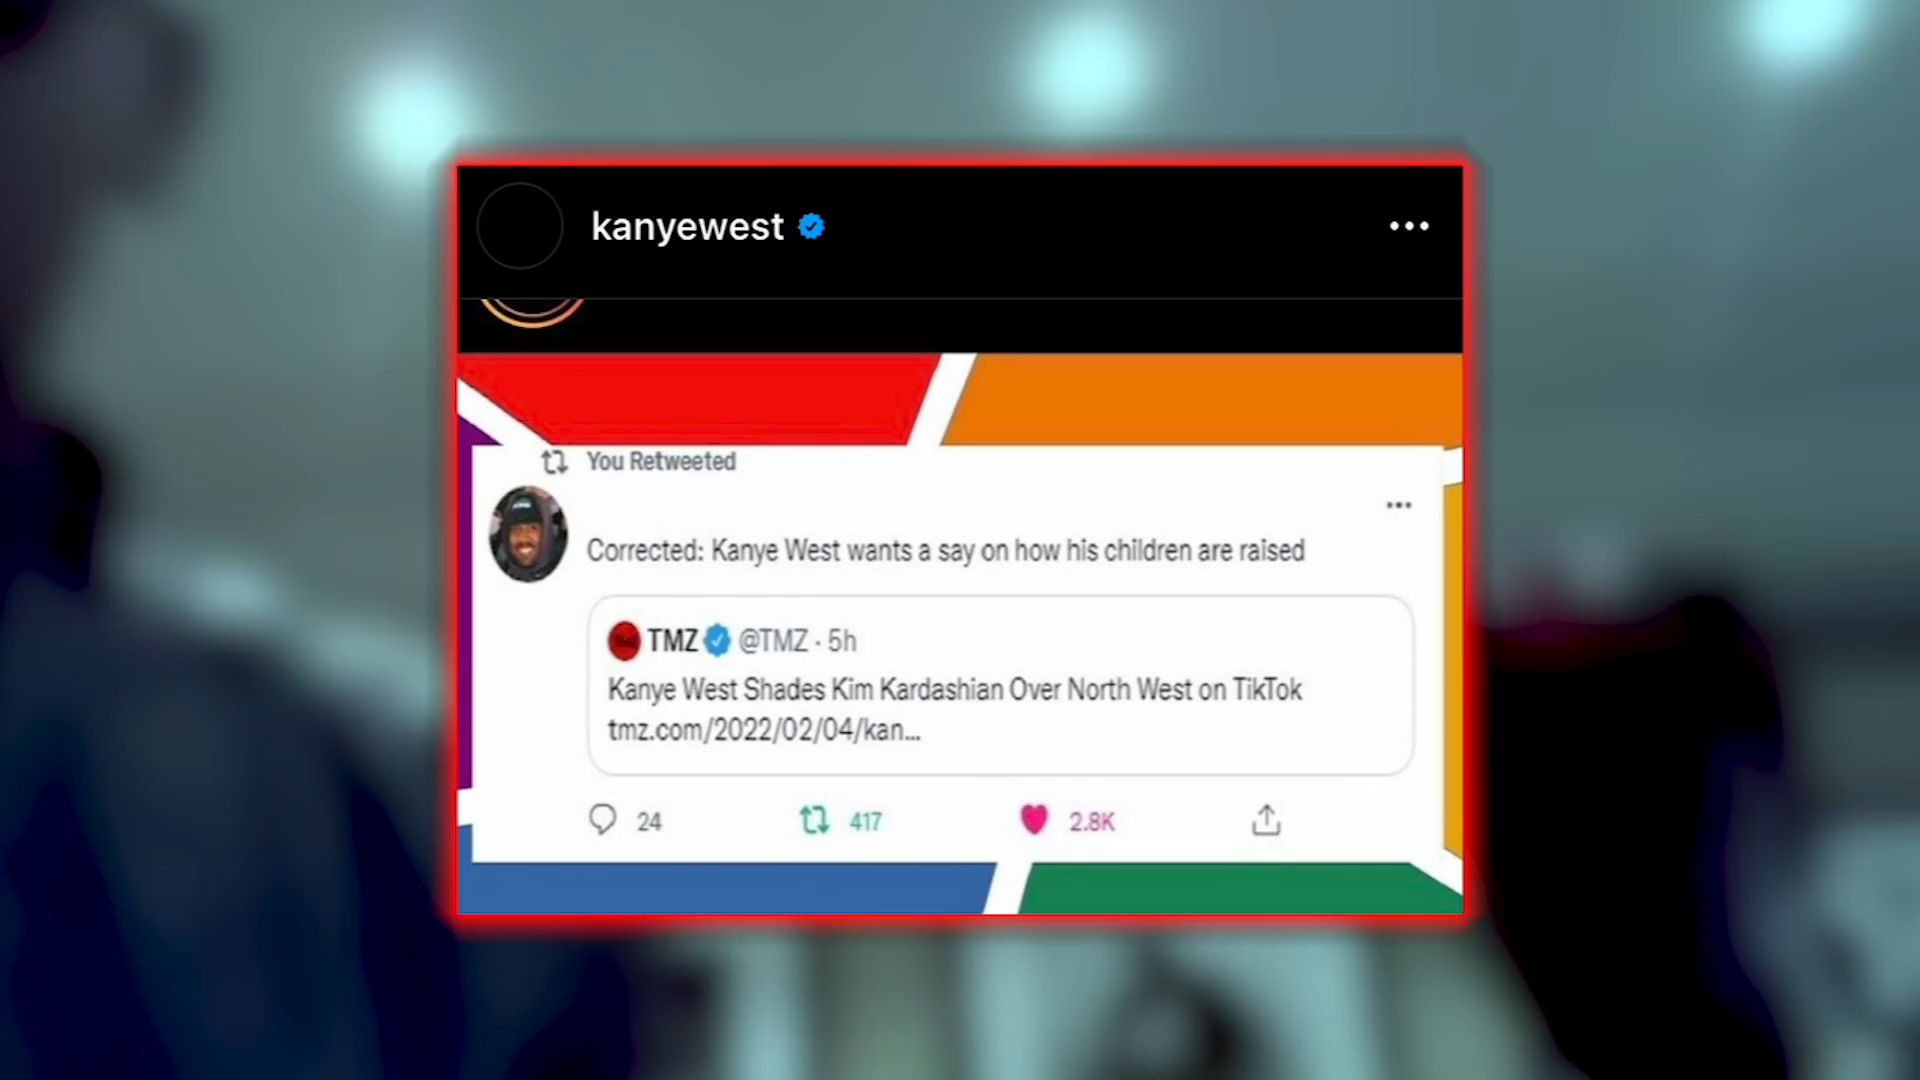 kanyewest
You Retweeted
Corrected: Kanye West wants a say on how his children are raised
TMZ @TMZ · 5h
Kanye West Shades Kim Kardashian Over North West on TikTok
tmz.com/2022/02/04/kan...
24 417 2.8K